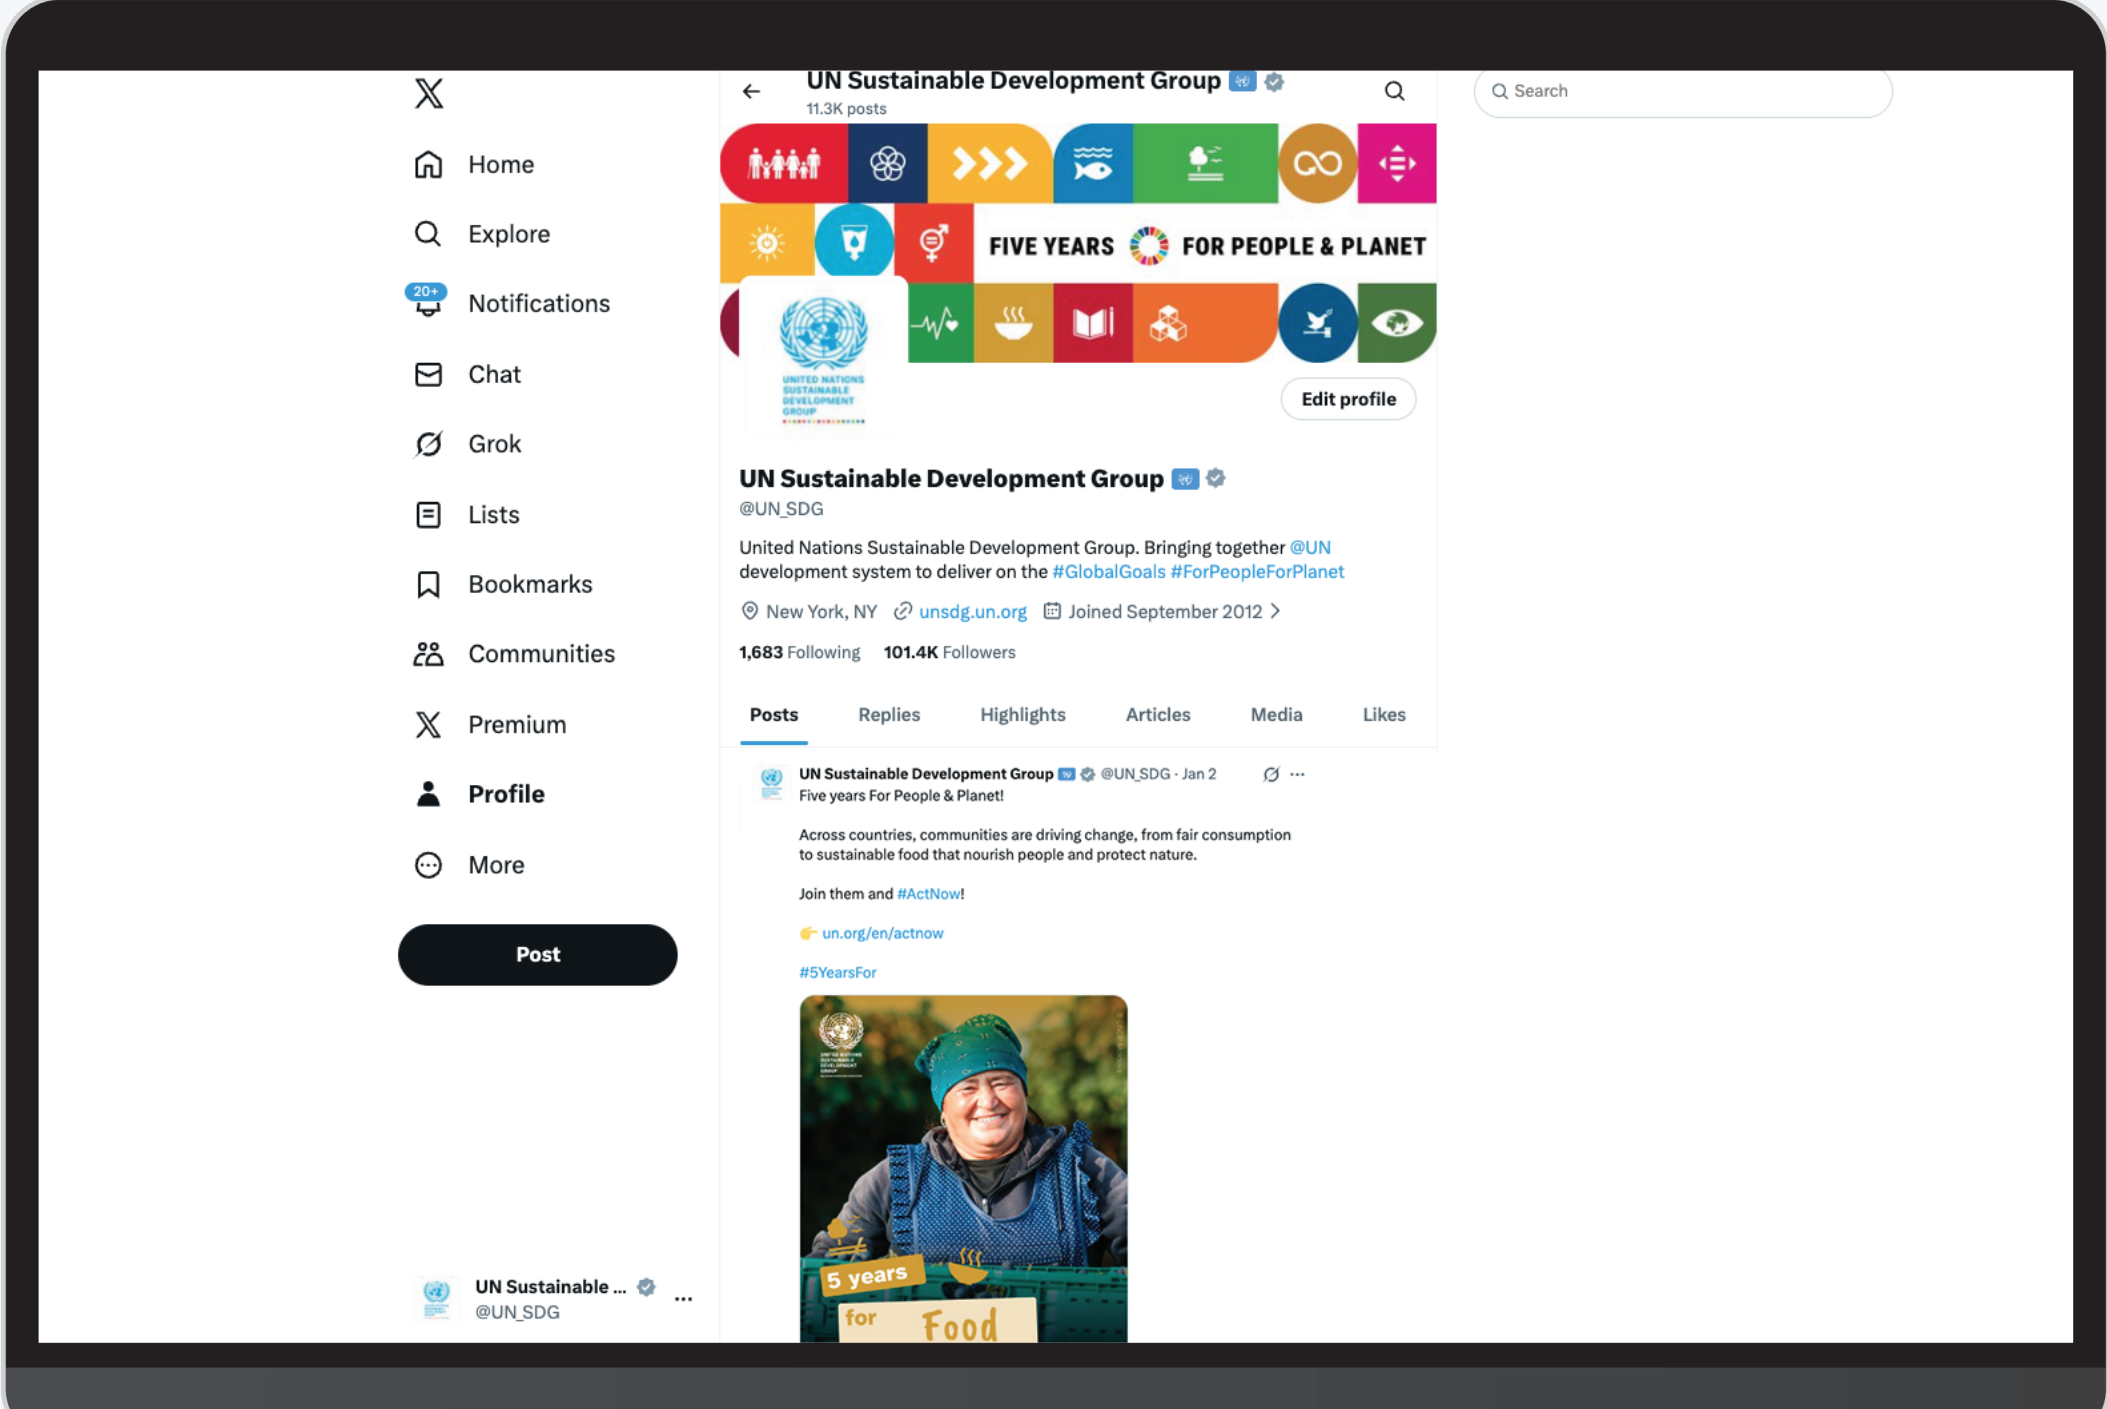 UN Sustainable Development Group
11.3K posts
Search
Home
Explore
20+
Notifications
Chat
Grok
Lists
Bookmarks
Communities
Premium
Profile
More
Post
UN Sustainable ...
@UN_SDG
FIVE YEARS FOR PEOPLE & PLANET
UNITED NATIONS
SUSTAINABLE
DEVELOPMENT
GROUP
Edit profile
UN Sustainable Development Group
@UN_SDG
United Nations Sustainable Development Group. Bringing together @UN
development system to deliver on the #GlobalGoals #ForPeopleForPlanet
New York, NY unsdg.un.org Joined September 2012
1,683 Following 101.4K Followers
Posts Replies Highlights Articles Media Likes
UN Sustainable Development Group @UN_SDG · Jan 2
Five years For People & Planet!
Across countries, communities are driving change, from fair consumption
to sustainable food that nourish people and protect nature.
Join them and #ActNow!
👉 un.org/en/actnow
#5YearsFor
UNITED NATIONS
SUSTAINABLE
DEVELOPMENT
GROUP
5 years
for Food